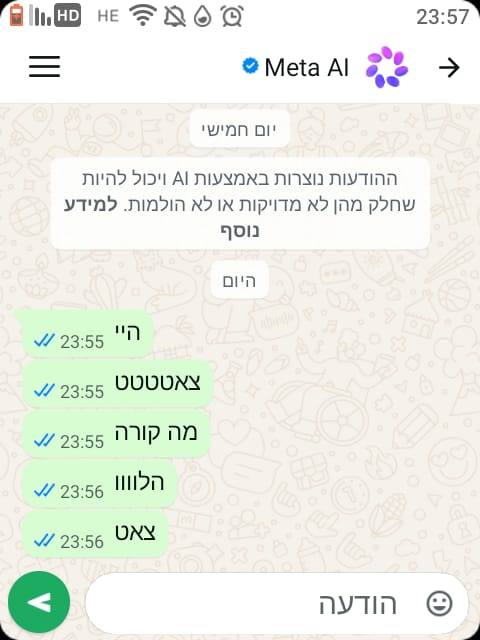 HD HE 23:57
Meta AI
יום חמישי
ההודעות נוצרות באמצעות AI ויכול להיות
שחלק מהן לא מדויקות או לא הולמות. למידע
נוסף
היום
היי 23:55
צאטטטט 23:55
מה קורה 23:55
הלוווו 23:56
צאט 23:56
הודעה